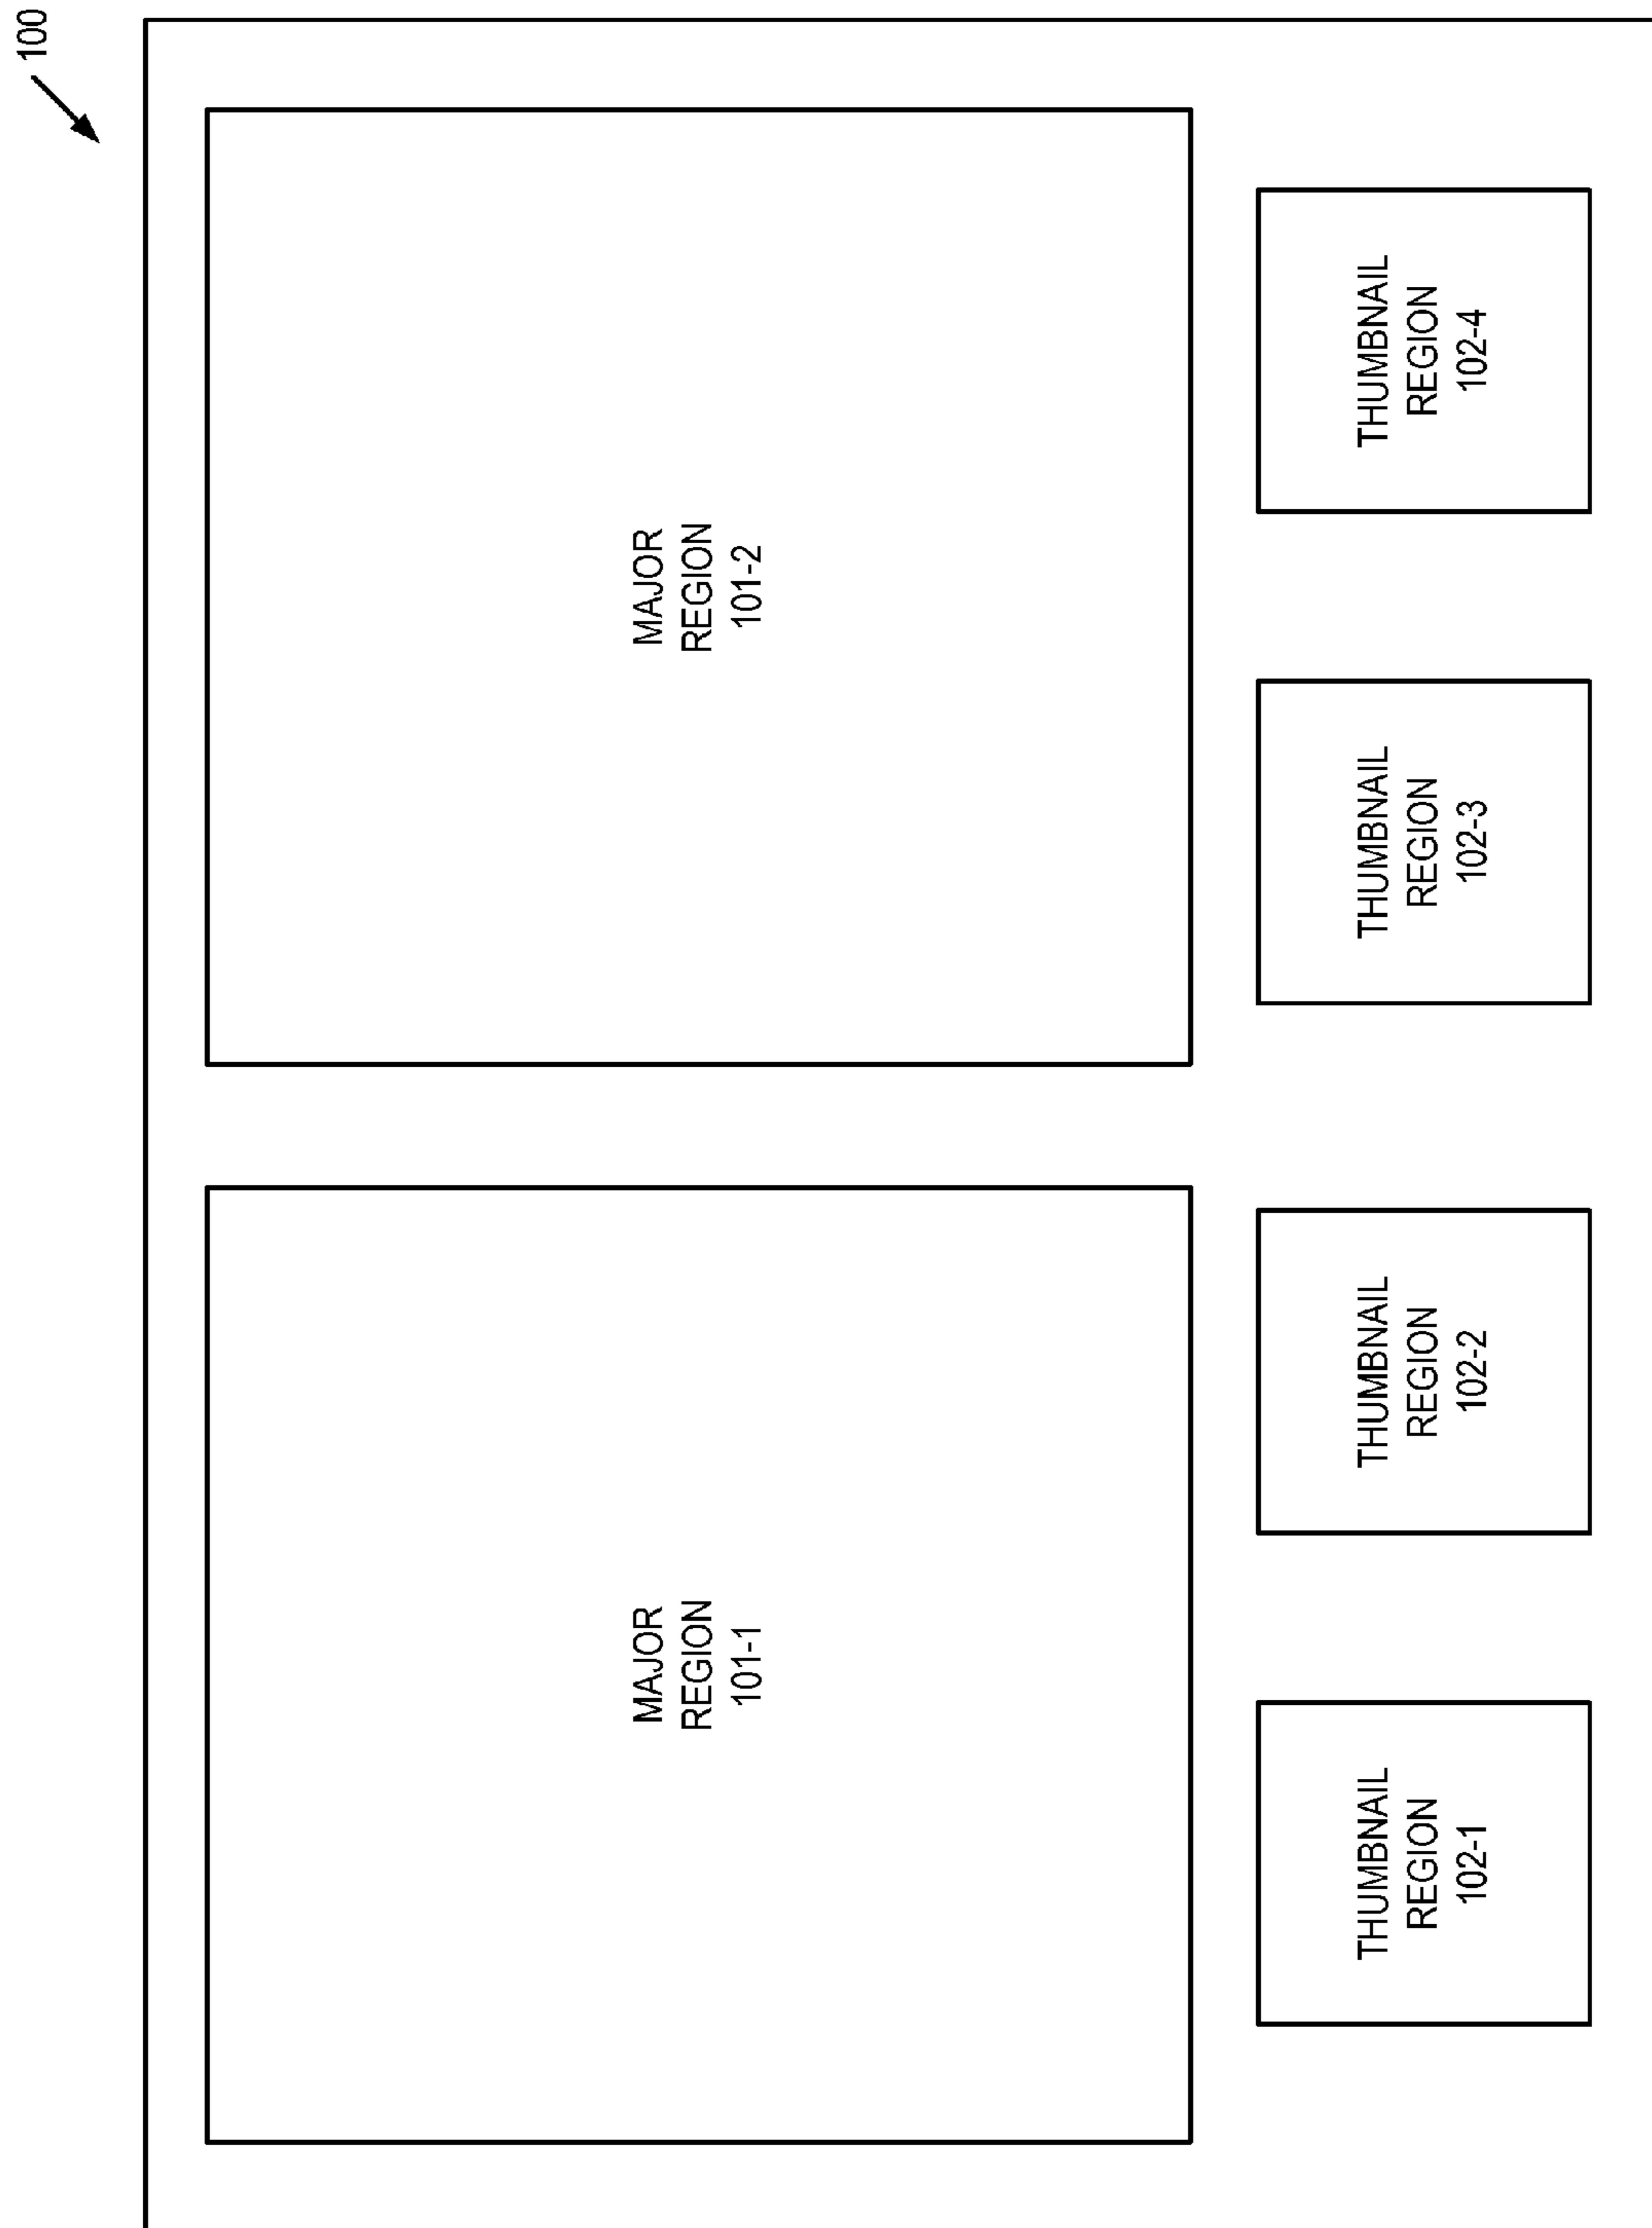 100
MAJOR
REGION
101-1
MAJOR
REGION
101-2
THUMBNAIL
REGION
102-1
THUMBNAIL
REGION
102-2
THUMBNAIL
REGION
102-3
THUMBNAIL
REGION
102-4